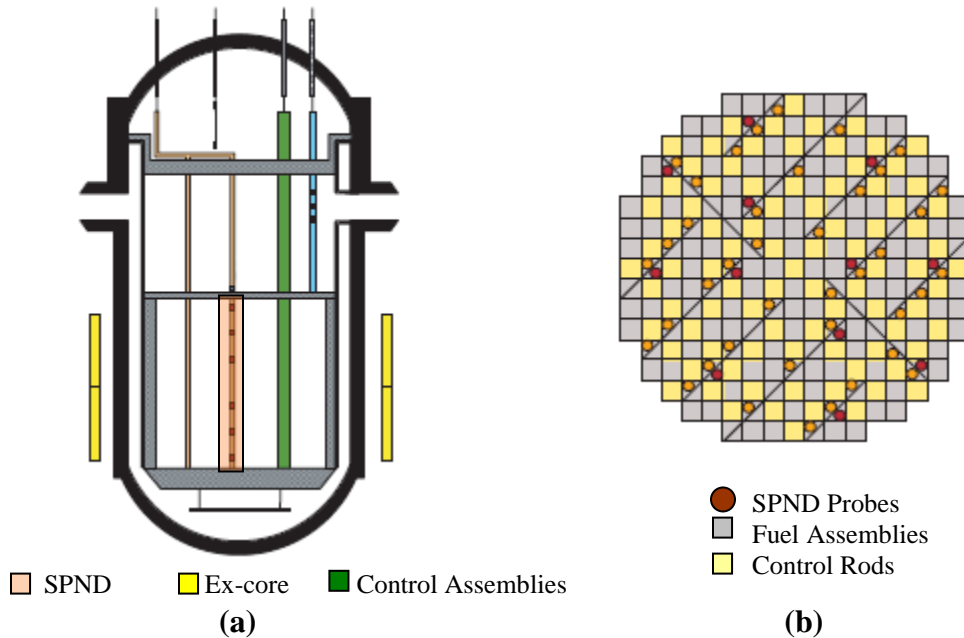 SPND Probes
Fuel Assemblies
Control Rods
SPND Ex-core Control Assemblies
(a) (b)